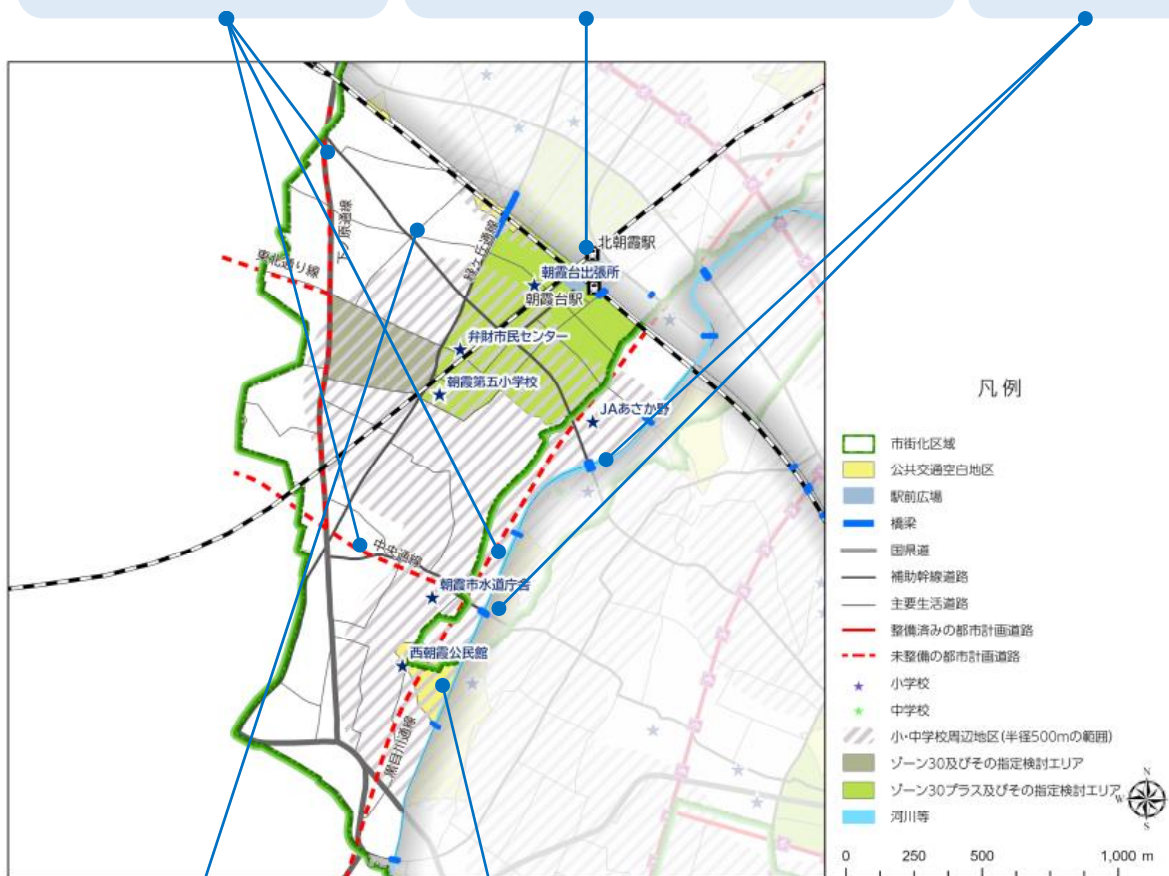 北朝霞駅
下ノ原通線
緑ヶ丘通線
東北通り線
朝霞台出張所
朝霞台駅
弁財市民センター
朝霞第五小学校
JAあさか野
中央通線
朝霞市水道庁舎
西朝霞公民館
黒目川通線
凡例
市街化区域
公共交通空白地区
駅前広場
橋梁
国県道
補助幹線道路
主要生活道路
整備済みの都市計画道路
未整備の都市計画道路
小学校
中学校
小・中学校周辺地区(半径500mの範囲)
ゾーン30及びその指定検討エリア
ゾーン30プラス及びその指定検討エリア
河川等
N
W
S
0 250 500 1,000 m